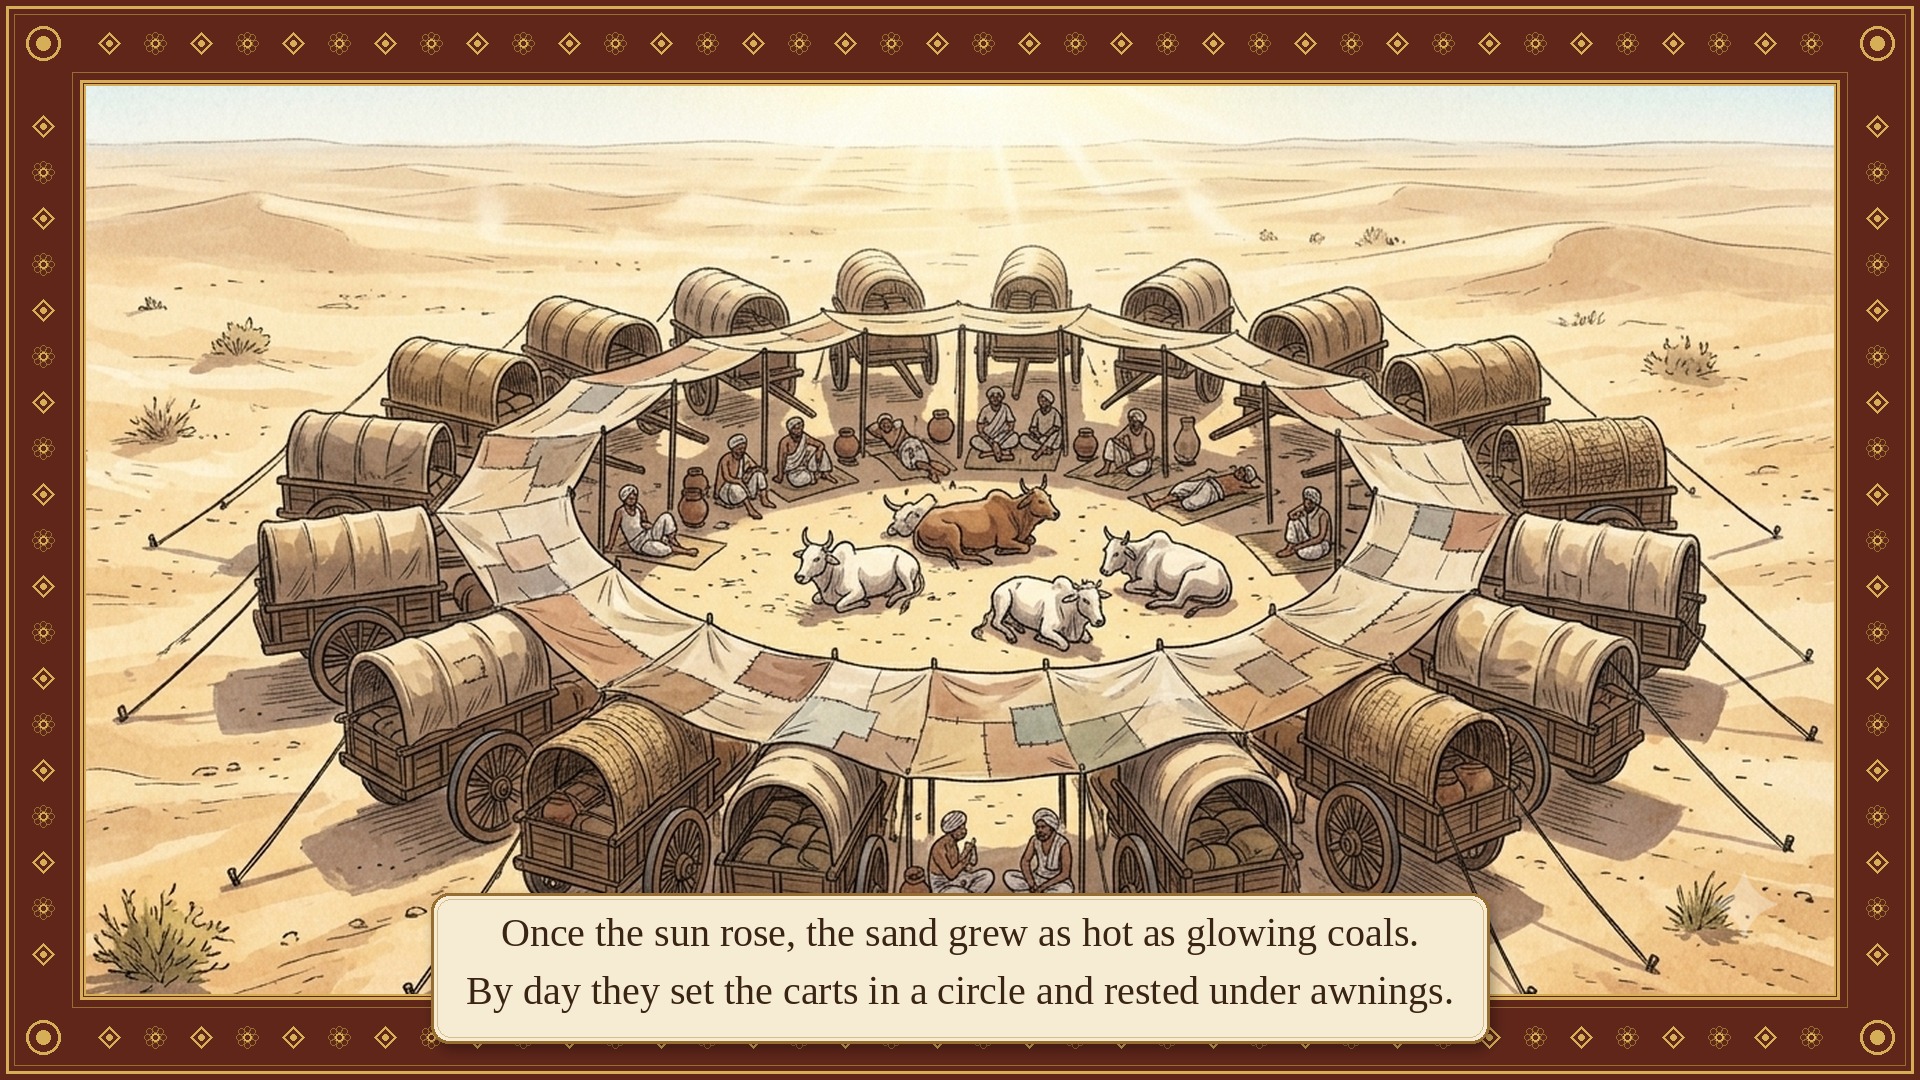 Once the sun rose, the sand grew as hot as glowing coals.
By day they set the carts in a circle and rested under awnings.